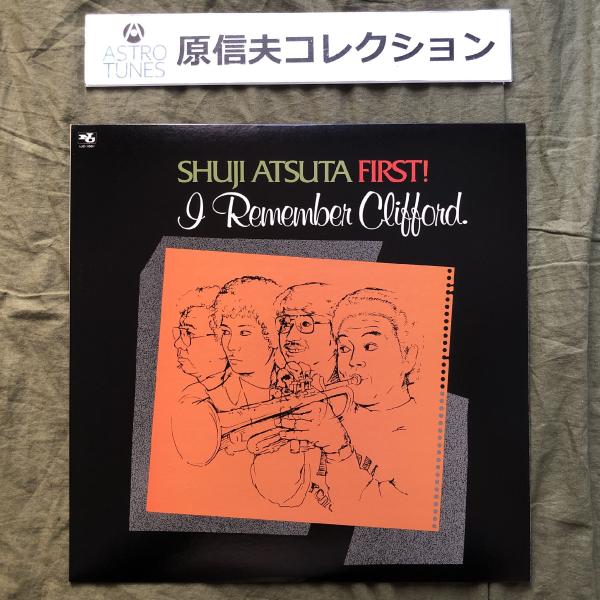 ASTRO
TUNES
原信夫コレクション
SHUJI ATSUTA FIRST!
I Remember Clifford.